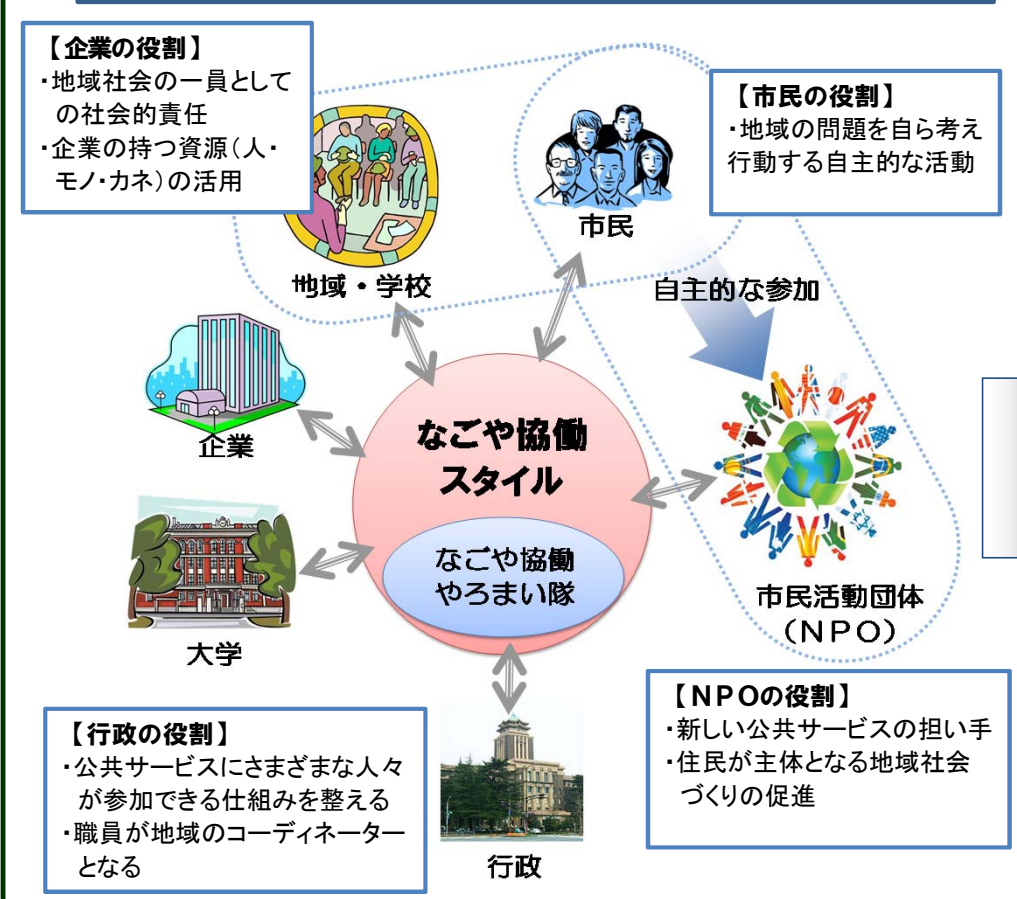 【企業の役割】
・地域社会の一員として
の社会的責任
・企業の持つ資源(人・
モノ・カネ)の活用
【市民の役割】
・地域の問題を自ら考え
行動する自主的な活動
市民
地域・学校
自主的な参加
企業
なごや協働
スタイル
なごや協働
やろまい隊
大学
市民活動団体
(NPO)
【NPOの役割】
・新しい公共サービスの担い手
・住民が主体となる地域社会
づくりの促進
【行政の役割】
・公共サービスにさまざまな人々
が参加できる仕組みを整える
・職員が地域のコーディネーター
となる
行政